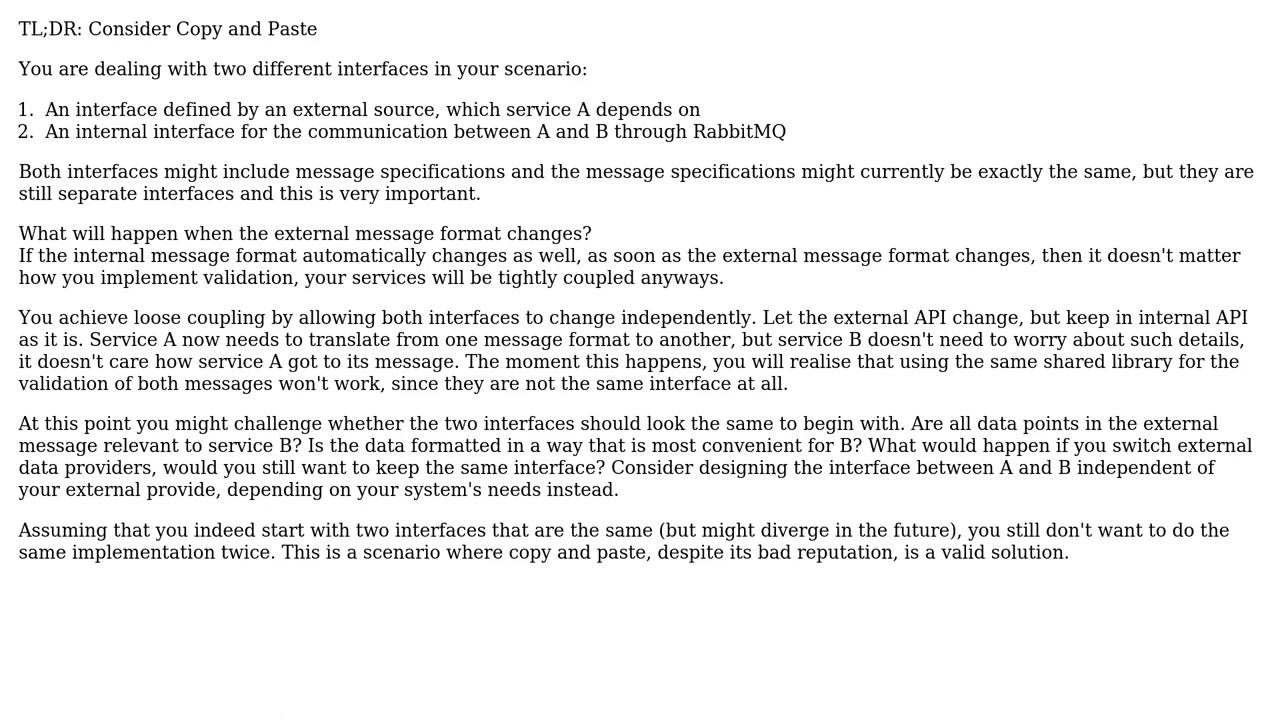 TL;DR: Consider Copy and Paste
You are dealing with two different interfaces in your scenario:
1. An interface defined by an external source, which service A depends on
2. An internal interface for the communication between A and B through RabbitMQ
Both interfaces might include message specifications and the message specifications might currently be exactly the same, but they are
still separate interfaces and this is very important.
What will happen when the external message format changes?
If the internal message format automatically changes as well, as soon as the external message format changes, then it doesn't matter
how you implement validation, your services will be tightly coupled anyways.
You achieve loose coupling by allowing both interfaces to change independently. Let the external API change, but keep in internal API
as it is. Service A now needs to translate from one message format to another, but service B doesn't need to worry about such details,
it doesn't care how service A got to its message. The moment this happens, you will realise that using the same shared library for the
validation of both messages won't work, since they are not the same interface at all.
At this point you might challenge whether the two interfaces should look the same to begin with. Are all data points in the external
message relevant to service B? Is the data formatted in a way that is most convenient for B? What would happen if you switch external
data providers, would you still want to keep the same interface? Consider designing the interface between A and B independent of
your external provide, depending on your system's needs instead.
Assuming that you indeed start with two interfaces that are the same (but might diverge in the future), you still don't want to do the
same implementation twice. This is a scenario where copy and paste, despite its bad reputation, is a valid solution.